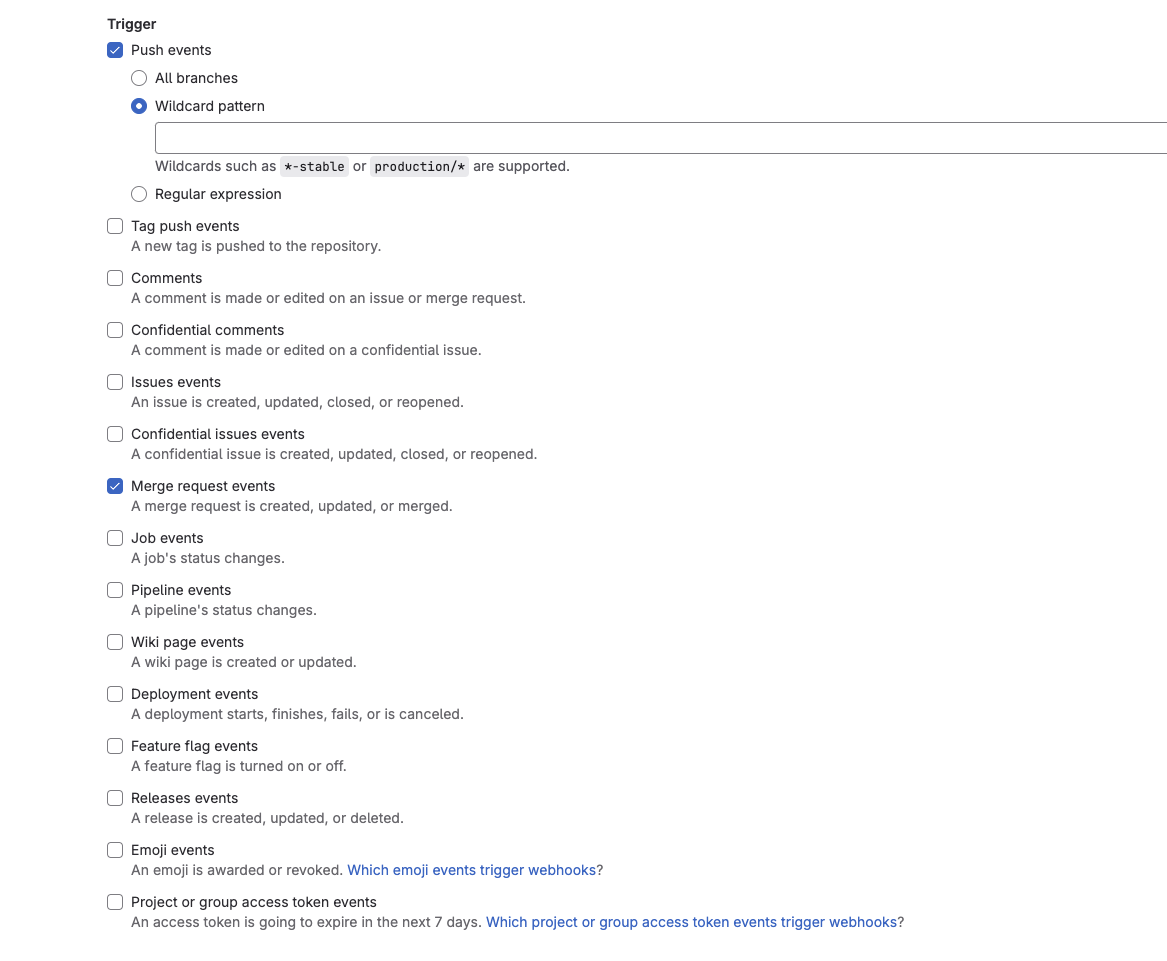 Trigger
Push events
All branches
Wildcard pattern
Wildcards such as *-stable or production/* are supported.
Regular expression
Tag push events
A new tag is pushed to the repository.
Comments
A comment is made or edited on an issue or merge request.
Confidential comments
A comment is made or edited on a confidential issue.
Issues events
An issue is created, updated, closed, or reopened.
Confidential issues events
A confidential issue is created, updated, closed, or reopened.
Merge request events
A merge request is created, updated, or merged.
Job events
A job's status changes.
Pipeline events
A pipeline's status changes.
Wiki page events
A wiki page is created or updated.
Deployment events
A deployment starts, finishes, fails, or is canceled.
Feature flag events
A feature flag is turned on or off.
Releases events
A release is created, updated, or deleted.
Emoji events
An emoji is awarded or revoked. Which emoji events trigger webhooks?
Project or group access token events
An access token is going to expire in the next 7 days. Which project or group access token events trigger webhooks?